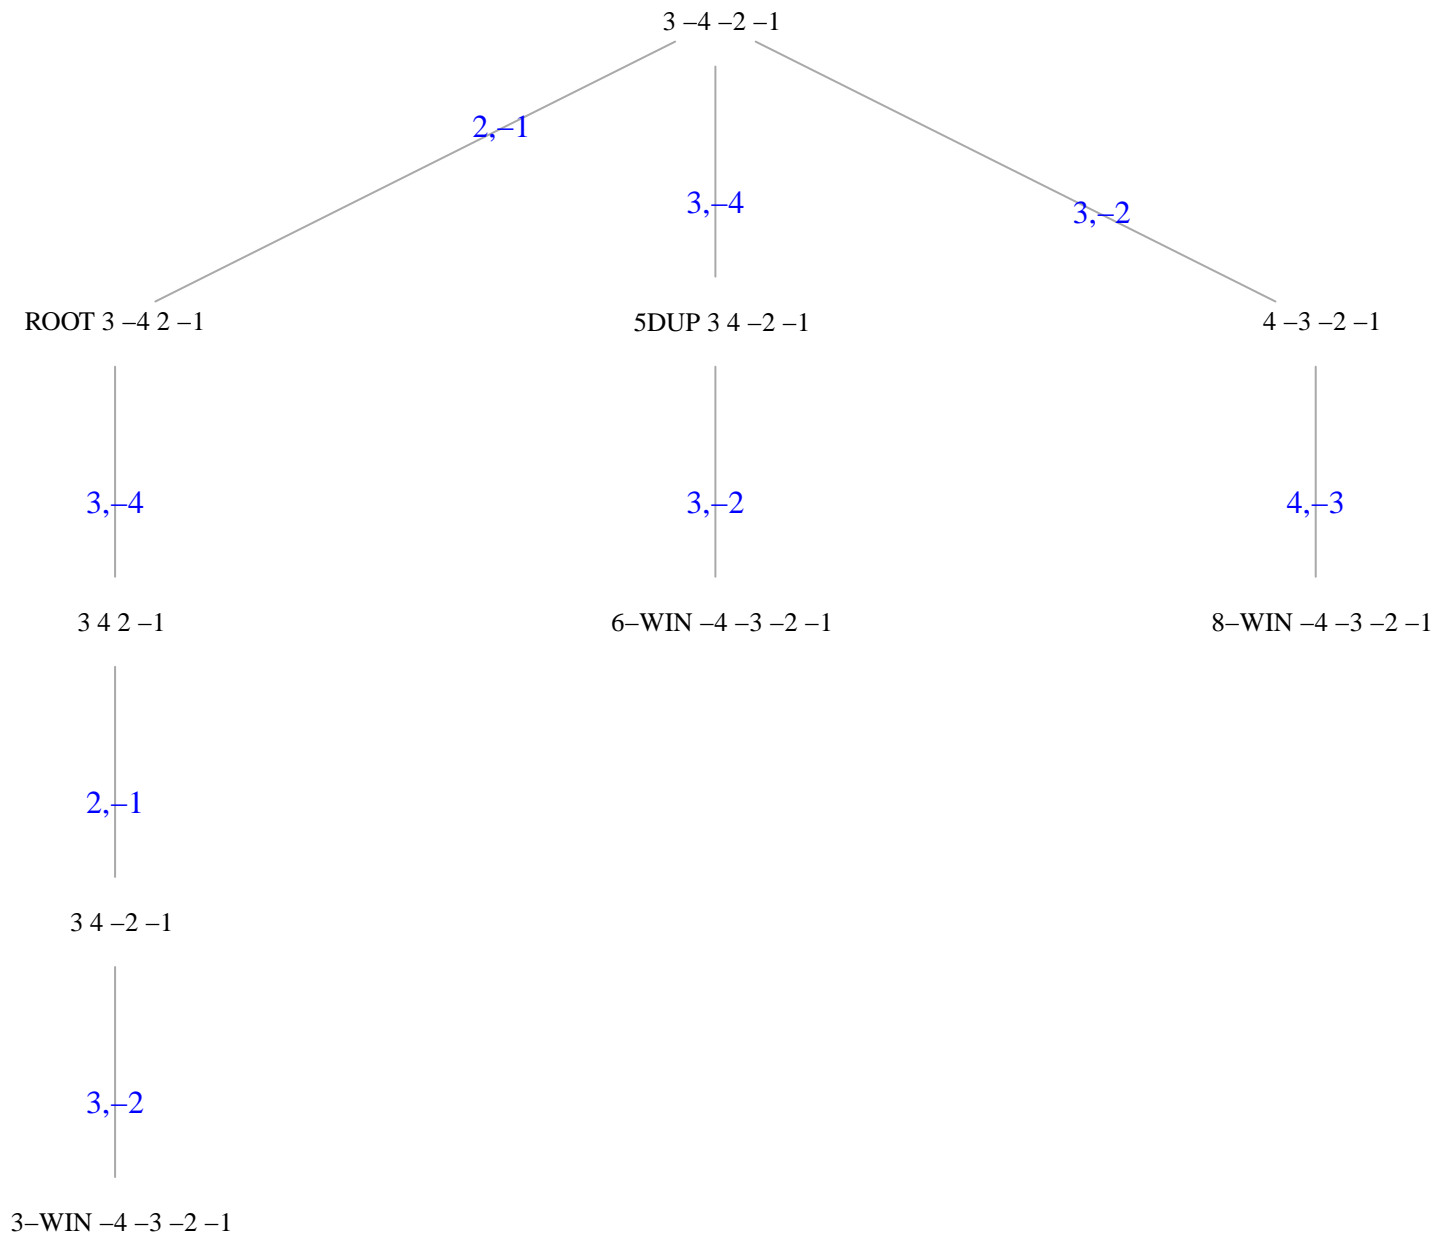 3 –4 –2 –1
2,–1
3,–4
3,–2
ROOT 3 –4 2 –1
5DUP 3 4 –2 –1
4 –3 –2 –1
3,–4
3,–2
4,–3
3 4 2 –1
6–WIN –4 –3 –2 –1
8–WIN –4 –3 –2 –1
2,–1
3 4 –2 –1
3,–2
3–WIN –4 –3 –2 –1